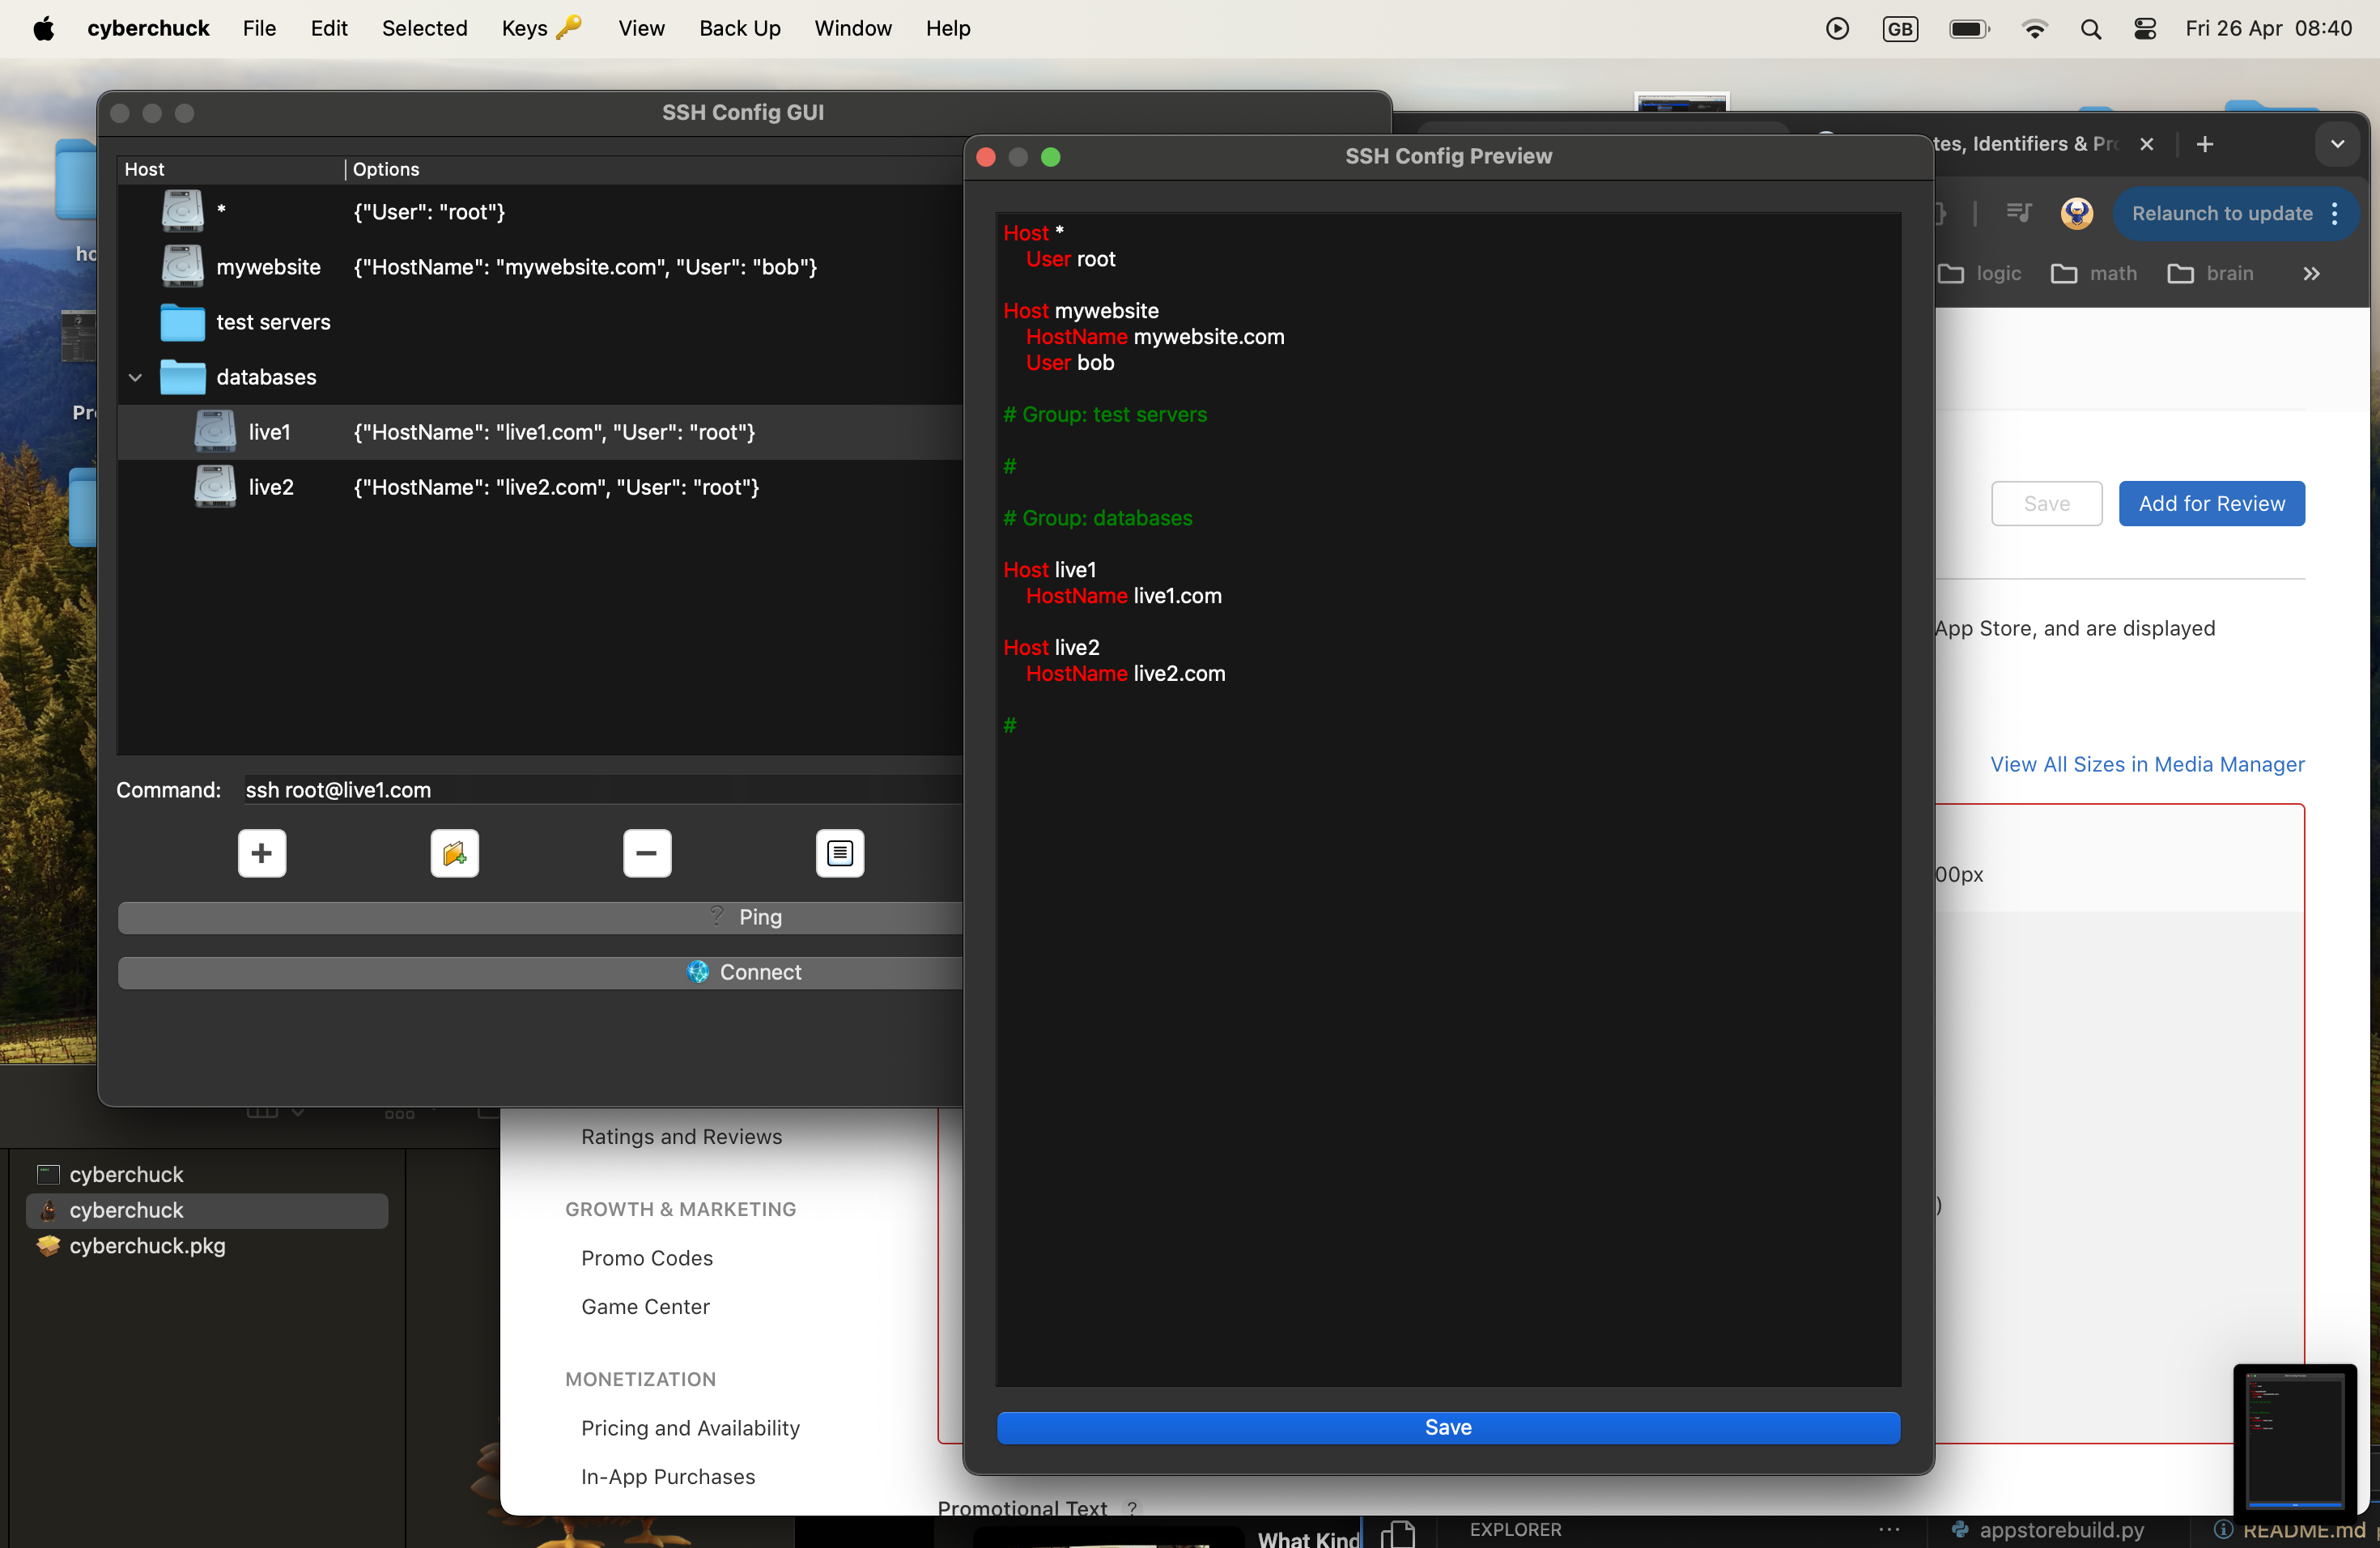 cyberchuck File Edit Selected Keys View Back Up Window Help GB Fri 26 Apr 08:40
SSH Config GUI
Host Options
* {"User": "root"}
mywebsite {"HostName": "mywebsite.com", "User": "bob"}
test servers
databases
live1 {"HostName": "live1.com", "User": "root"}
live2 {"HostName": "live2.com", "User": "root"}
Command: ssh root@live1.com
+
−
? Ping
Connect
SSH Config Preview
Host *
User root
Host mywebsite
HostName mywebsite.com
User bob
# Group: test servers
#
# Group: databases
Host live1
HostName live1.com
Host live2
HostName live2.com
#
Save
tes, Identifiers & Pr
Relaunch to update
logic math brain
Save Add for Review
App Store, and are displayed
View All Sizes in Media Manager
00px
)
ho
Pr
cyberchuck
cyberchuck
cyberchuck.pkg
Ratings and Reviews
GROWTH & MARKETING
Promo Codes
Game Center
MONETIZATION
Pricing and Availability
In-App Purchases
Promotional Text ?
What Kind
EXPLORER ··· appstorebuild.py README.md